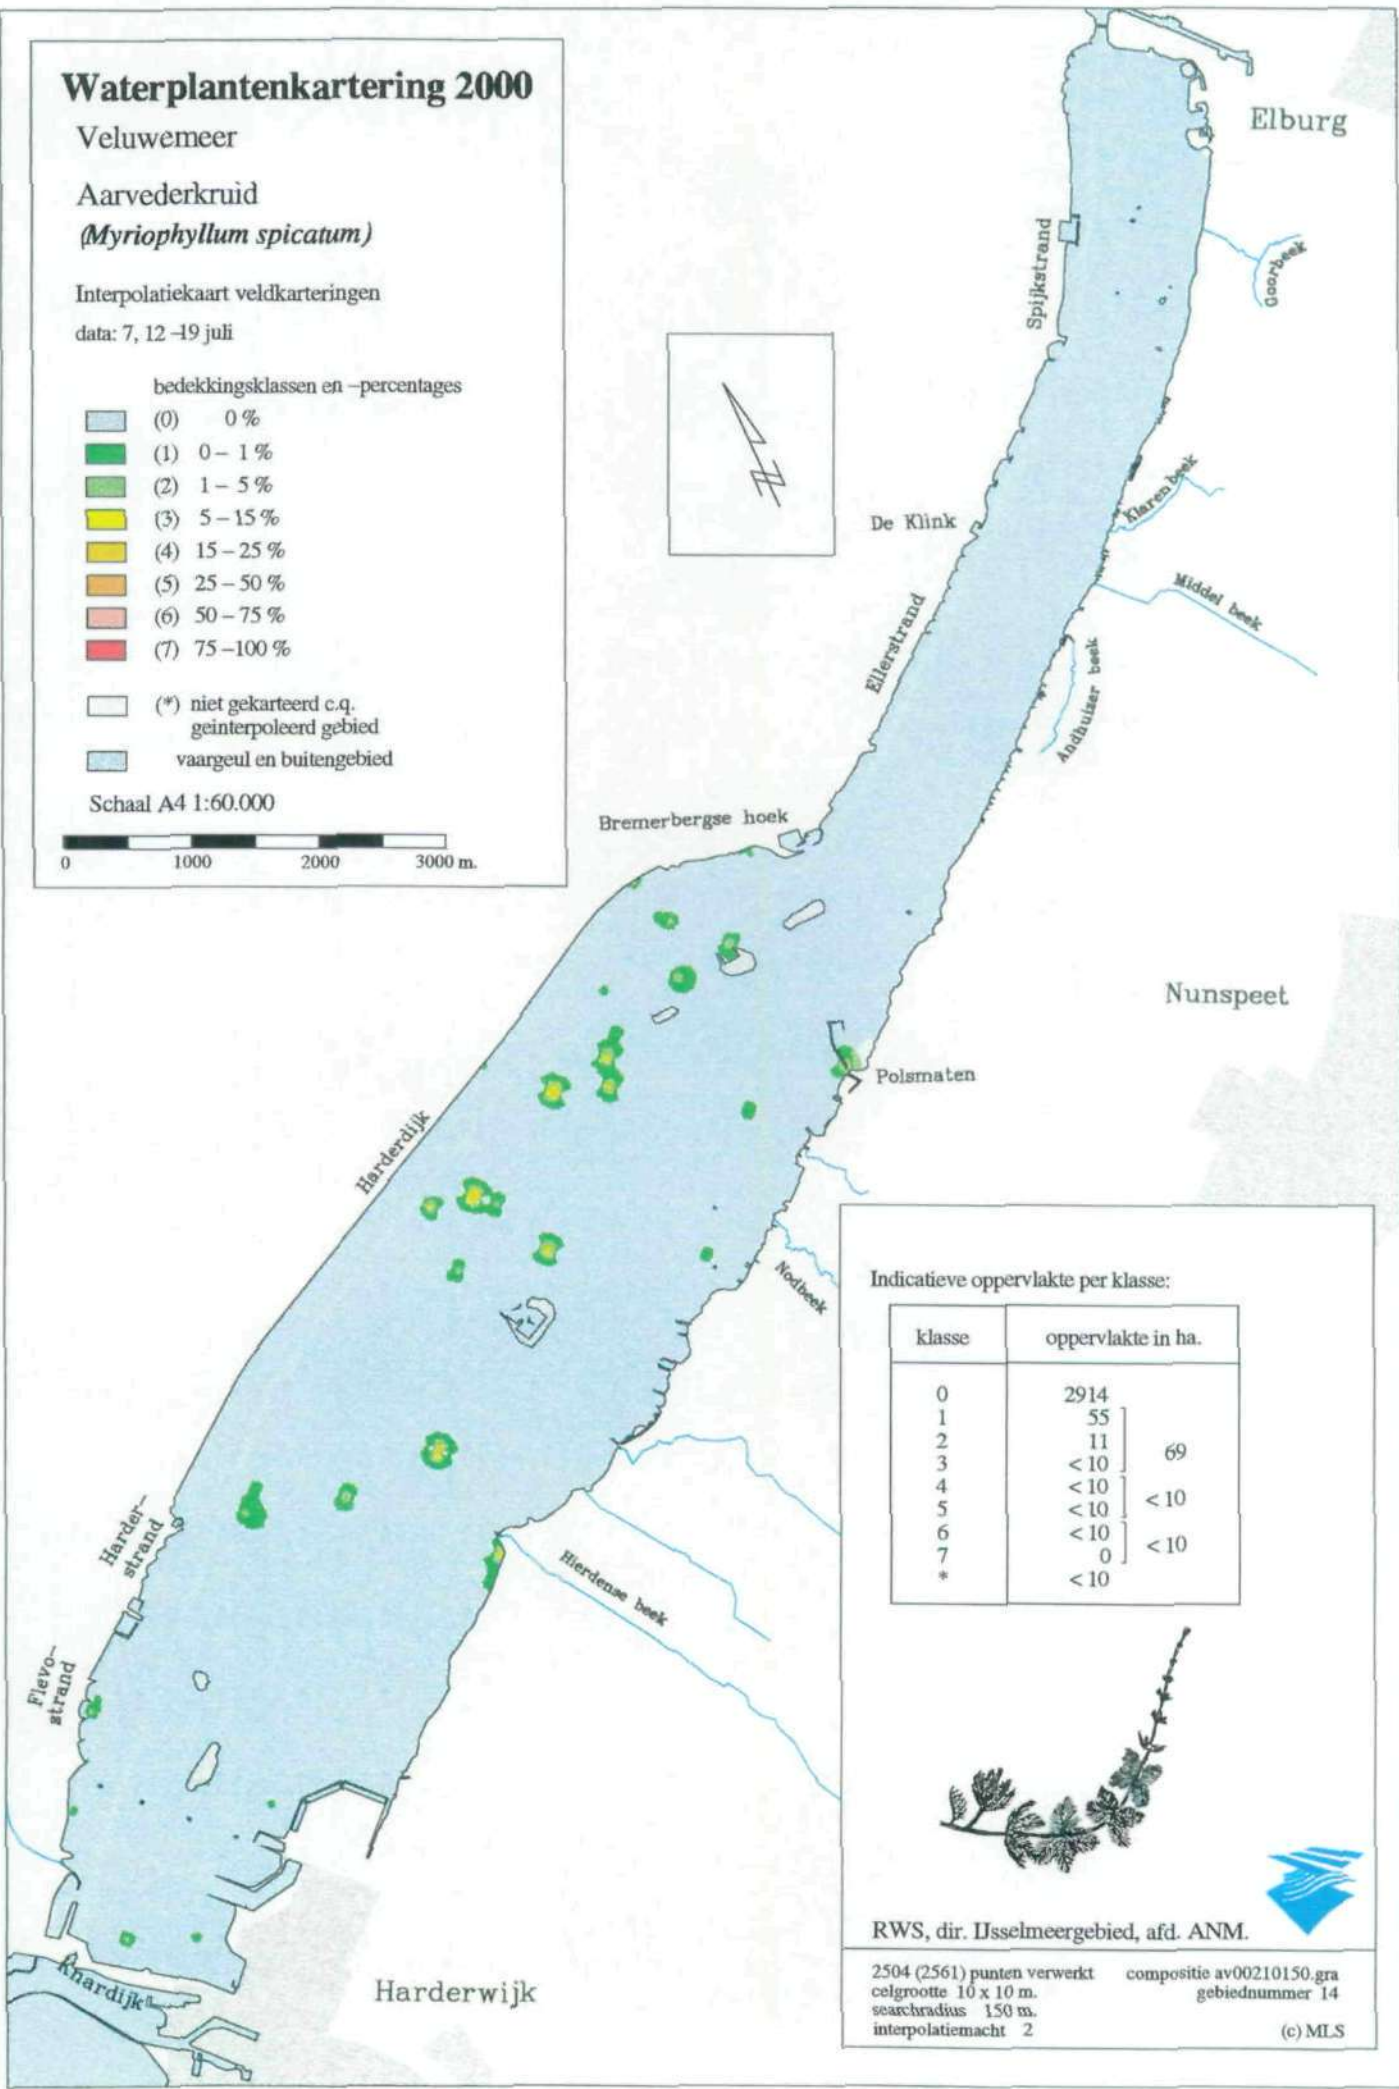 Waterplantenkartering 2000
Veluwemeer
Aarvederkruid
(Myriophyllum spicatum)
Interpolatiekaart veldkarteringen
data: 7, 12 –19 juli
bedekkingsklassen en –percentages
(0) 0 %
(1) 0 – 1 %
(2) 1 – 5 %
(3) 5 – 15 %
(4) 15 – 25 %
(5) 25 – 50 %
(6) 50 – 75 %
(7) 75 –100 %
(*) niet gekarteerd c.q.
geinterpoleerd gebied
vaargeul en buitengebied
Schaal A4 1:60.000
0 1000 2000 3000 m.
Elburg
Spijkstrand
Goorbeek
De Klink
Klaren beek
Middel beek
Ellerstrand
Andhuizer beek
Bremerbergse hoek
Nunspeet
Polsmaten
Harderdijk
Nodbeek
Harder–
strand
Hierdense beek
Flevo–
strand
Knardijk
Harderwijk
Indicatieve oppervlakte per klasse:
klasse oppervlakte in ha.
0 2914
1 55
2 11 69
3 < 10
4 < 10
5 < 10 < 10
6 < 10
7 0 < 10
* < 10
RWS, dir. IJsselmeergebied, afd. ANM.
2504 (2561) punten verwerkt compositie av00210150.gra
celgrootte 10 x 10 m. gebiednummer 14
searchradius 150 m.
interpolatiemacht 2 (c) MLS